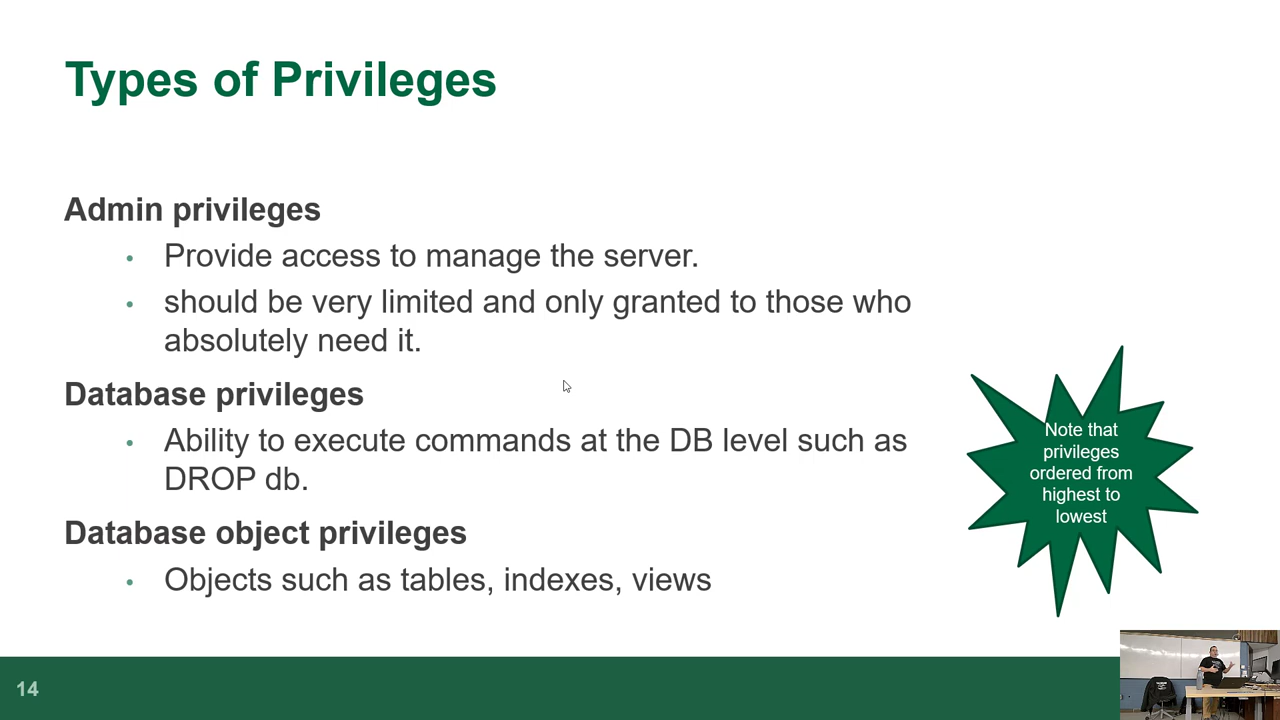 Types of Privileges
Admin privileges
• Provide access to manage the server.
• should be very limited and only granted to those who
absolutely need it.
Database privileges
• Ability to execute commands at the DB level such as
DROP db.
Database object privileges
• Objects such as tables, indexes, views
Note that
privileges
ordered from
highest to
lowest
14